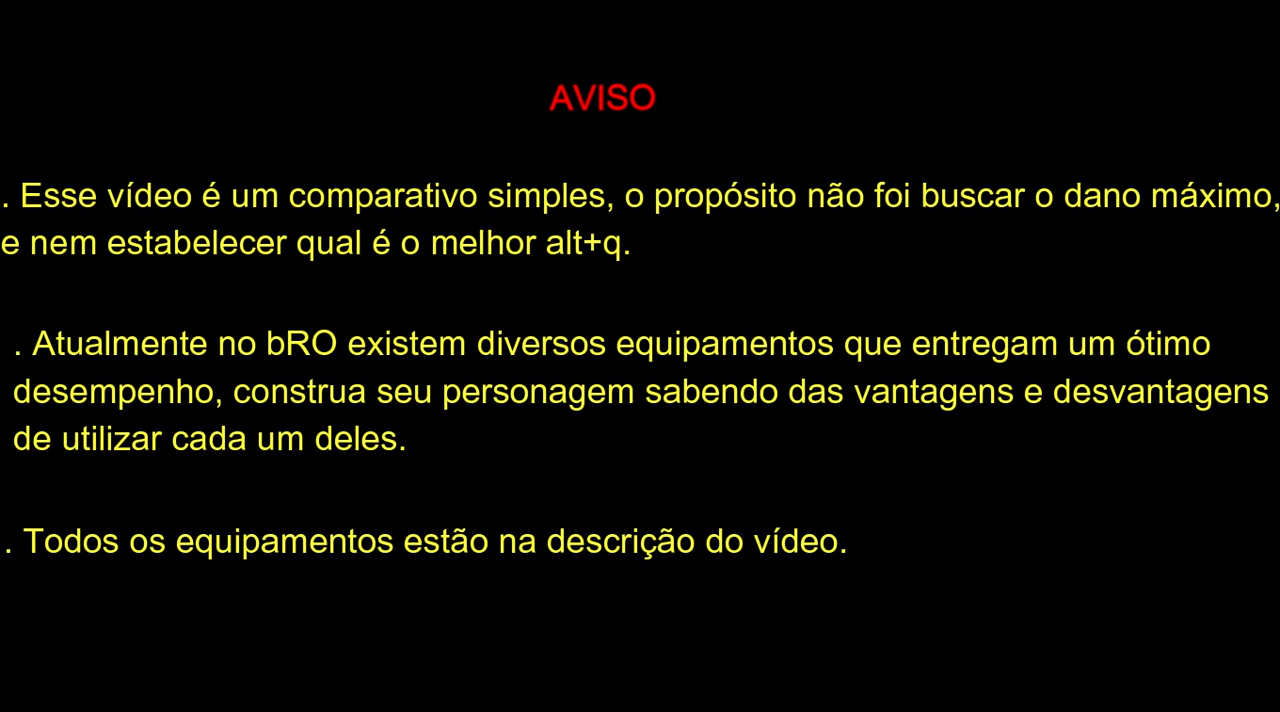 AVISO
. Esse vídeo é um comparativo simples, o propósito não foi buscar o dano máximo,
e nem estabelecer qual é o melhor alt+q.
. Atualmente no bRO existem diversos equipamentos que entregam um ótimo
desempenho, construa seu personagem sabendo das vantagens e desvantagens
de utilizar cada um deles.
. Todos os equipamentos estão na descrição do vídeo.